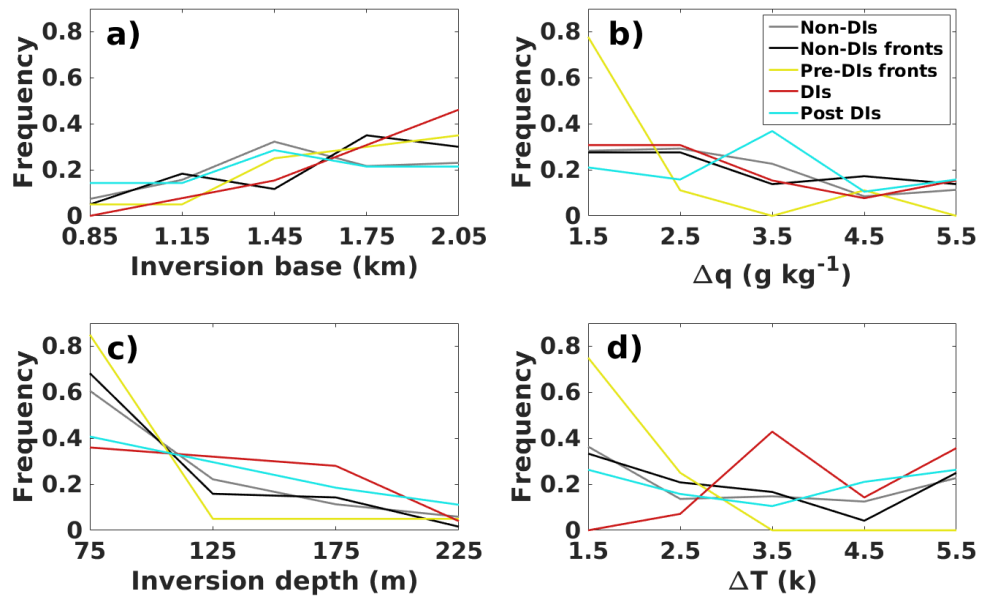 a)
Frequency
0.8
0.6
0.4
0.2
0
0.85 1.15 1.45 1.75 2.05
Inversion base (km)
b)
Frequency
0.8
0.6
0.4
0.2
0
Non-DIs
Non-DIs fronts
Pre-DIs fronts
DIs
Post DIs
1.5 2.5 3.5 4.5 5.5
Δq (g kg⁻¹)
c)
Frequency
0.8
0.6
0.4
0.2
0
75 125 175 225
Inversion depth (m)
d)
Frequency
0.8
0.6
0.4
0.2
0
1.5 2.5 3.5 4.5 5.5
ΔT (k)